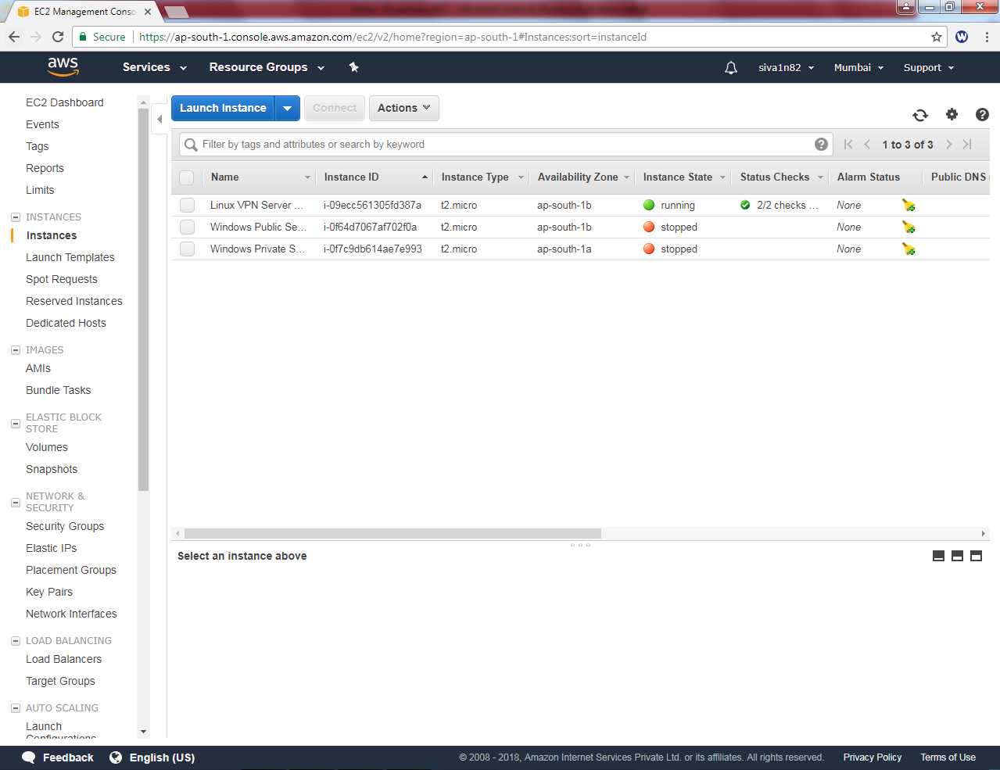 EC2 Management Conso
Secure https://ap-south-1.console.aws.amazon.com/ec2/v2/home?region=ap-south-1#Instances:sort=instanceId
W
aws Services Resource Groups siva1n82 Mumbai Support
EC2 Dashboard
Events
Tags
Reports
Limits
INSTANCES
Instances
Launch Templates
Spot Requests
Reserved Instances
Dedicated Hosts
IMAGES
AMIs
Bundle Tasks
ELASTIC BLOCK
STORE
Volumes
Snapshots
NETWORK &
SECURITY
Security Groups
Elastic IPs
Placement Groups
Key Pairs
Network Interfaces
LOAD BALANCING
Load Balancers
Target Groups
AUTO SCALING
Launch
Configurations
Launch Instance Connect Actions
Filter by tags and attributes or search by keyword 1 to 3 of 3
Name Instance ID Instance Type Availability Zone Instance State Status Checks Alarm Status Public DNS
Linux VPN Server ... i-09ecc561305fd387a t2.micro ap-south-1b running 2/2 checks ... None
Windows Public Se... i-0f64d7067af702f0a t2.micro ap-south-1b stopped None
Windows Private S... i-0f7c9db614ae7e993 t2.micro ap-south-1a stopped None
Select an instance above
Feedback English (US) © 2008 - 2018, Amazon Internet Services Private Ltd. or its affiliates. All rights reserved. Privacy Policy Terms of Use